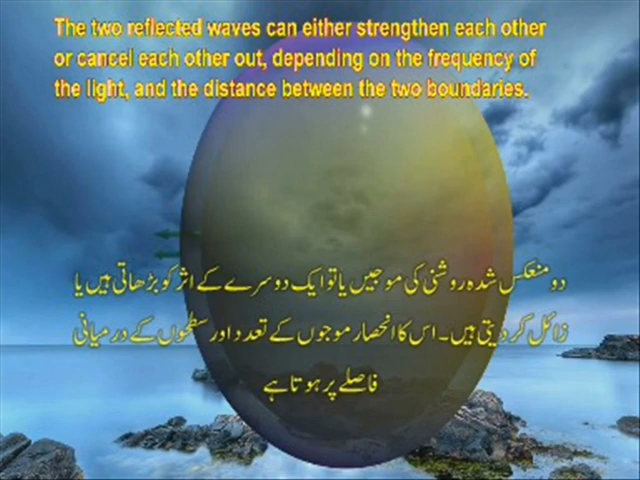 The two reflected waves can either strengthen each other
or cancel each other out, depending on the frequency of
the light, and the distance between the two boundaries.
دو منعکس شدہ روشنی کی موجیں یا تو ایک دوسرے کے اثر کو بڑھاتی ہیں یا
زائل کر دیتی ہیں۔ اس کا انحصار موجوں کے تعدد اور سطحوں کے درمیانی
فاصلے پر ہوتا ہے